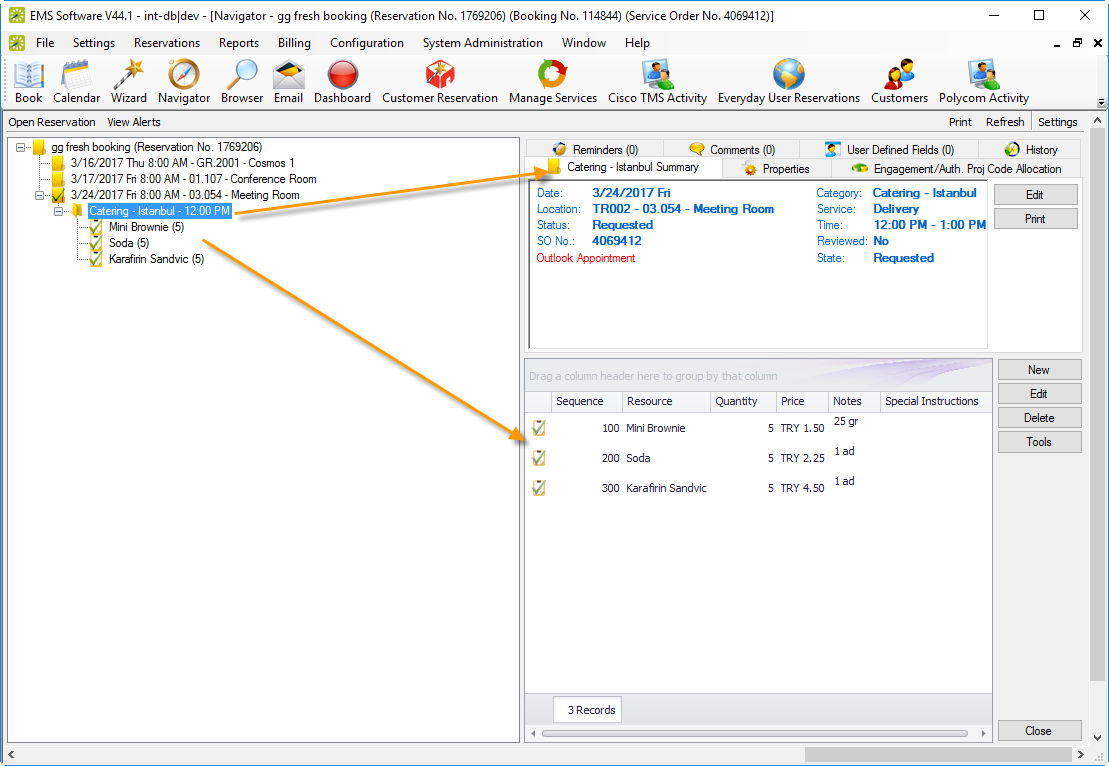 EMS Software V44.1 - int-db|dev - [Navigator - gg fresh booking (Reservation No. 1769206) (Booking No. 114844) (Service Order No. 4069412)]
File Settings Reservations Reports Billing Configuration System Administration Window Help
Book Calendar Wizard Navigator Browser Email Dashboard Customer Reservation Manage Services Cisco TMS Activity Everyday User Reservations Customers Polycom Activity
Open Reservation View Alerts Print Refresh Settings
gg fresh booking (Reservation No. 1769206)
3/16/2017 Thu 8:00 AM - GR.2001 - Cosmos 1
3/17/2017 Fri 8:00 AM - 01.107 - Conference Room
3/24/2017 Fri 8:00 AM - 03.054 - Meeting Room
Catering - Istanbul - 12:00 PM
Mini Brownie (5)
Soda (5)
Karafirin Sandvic (5)
Reminders (0) Comments (0) User Defined Fields (0) History
Catering - Istanbul Summary Properties Engagement/Auth. Proj Code Allocation
Date: 3/24/2017 Fri Category: Catering - Istanbul
Location: TR002 - 03.054 - Meeting Room Service: Delivery
Status: Requested Time: 12:00 PM - 1:00 PM
SO No.: 4069412 Reviewed: No
Outlook Appointment State: Requested
Edit
Print
Drag a column header here to group by that column
Sequence Resource Quantity Price Notes Special Instructions
100 Mini Brownie 5 TRY 1.50 25 gr
200 Soda 5 TRY 2.25 1 ad
300 Karafirin Sandvic 5 TRY 4.50 1 ad
3 Records
New
Edit
Delete
Tools
Close